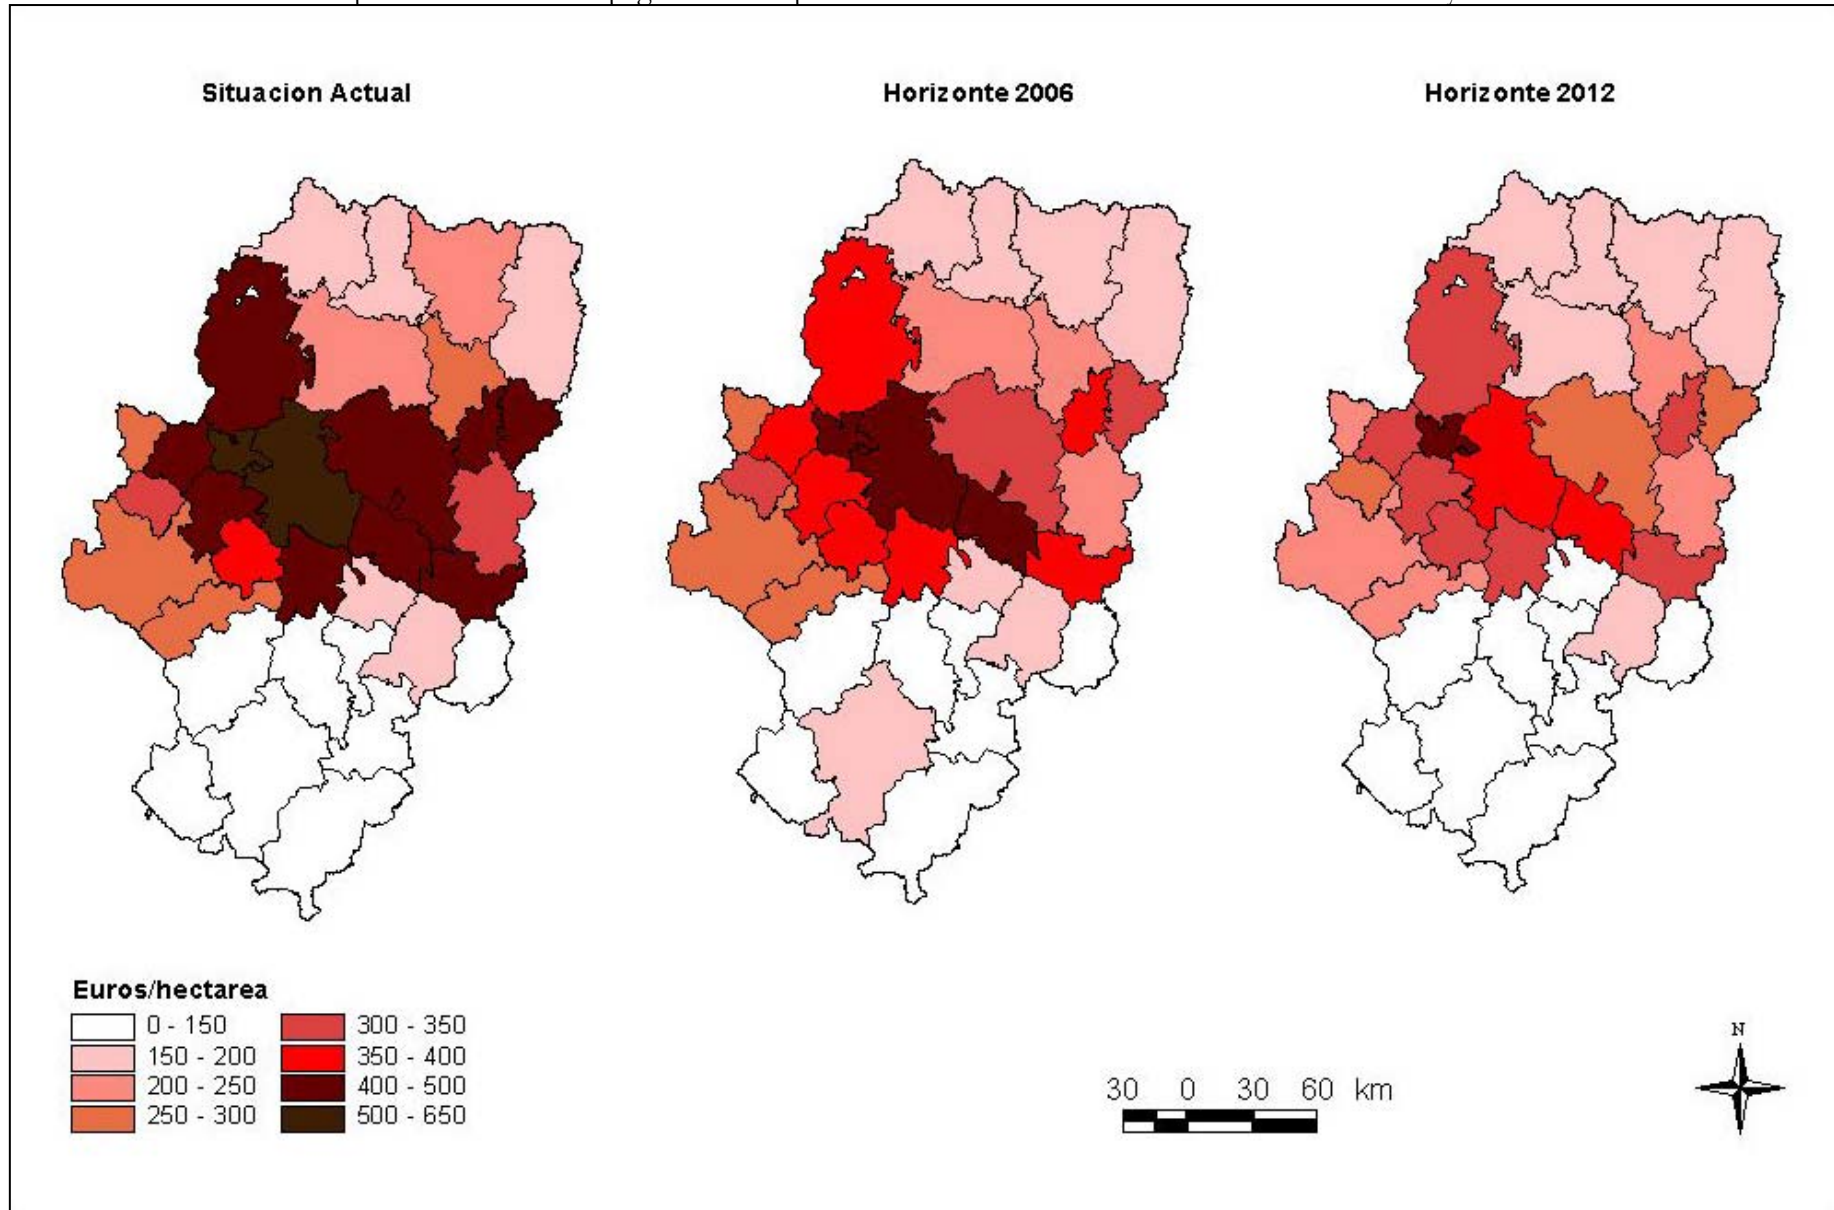 Situacion Actual
Horizonte 2006
Horizonte 2012
Euros/hectarea
0 - 150
150 - 200
200 - 250
250 - 300
300 - 350
350 - 400
400 - 500
500 - 650
30 0 30 60 km
N